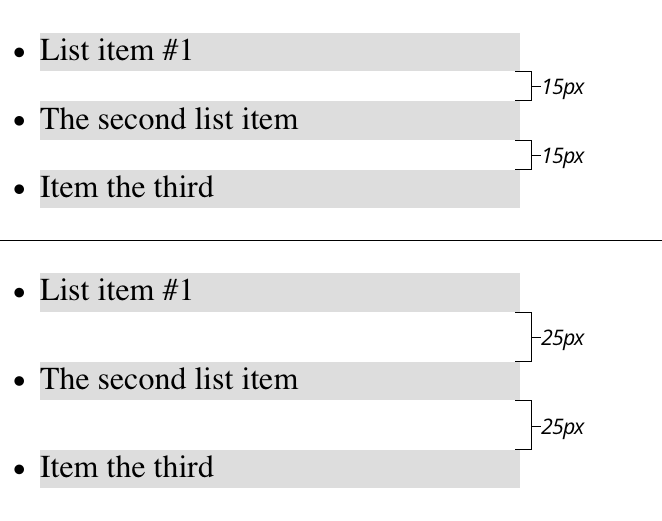 List item #1
15px
The second list item
15px
Item the third
List item #1
25px
The second list item
25px
Item the third